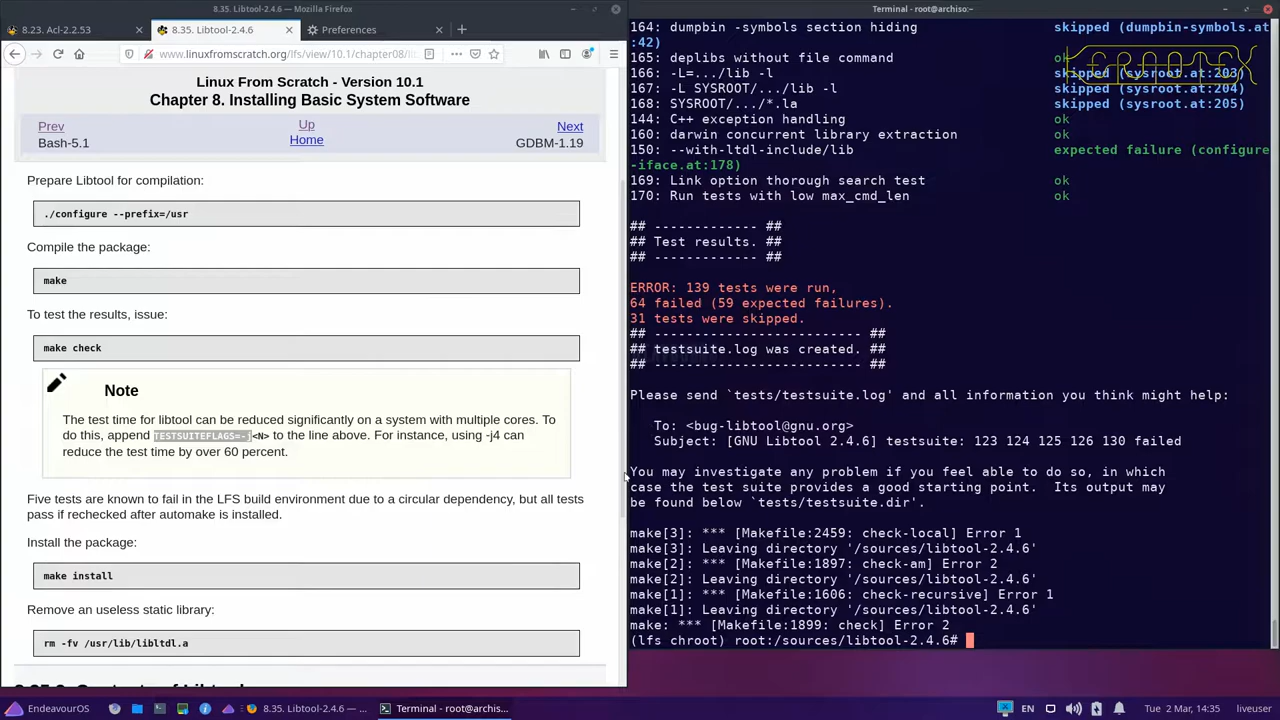 8.35. Libtool-2.4.6 — Mozilla Firefox
8.23. Acl-2.2.53
8.35. Libtool-2.4.6
Preferences
www.linuxfromscratch.org/lfs/view/10.1/chapter08/li
Linux From Scratch - Version 10.1
Chapter 8. Installing Basic System Software
Prev
Up
Next
Bash-5.1
Home
GDBM-1.19
Prepare Libtool for compilation:
./configure --prefix=/usr
Compile the package:
make
To test the results, issue:
make check
Note
The test time for libtool can be reduced significantly on a system with multiple cores. To
do this, append TESTSUITEFLAGS=-j<N> to the line above. For instance, using -j4 can
reduce the test time by over 60 percent.
Five tests are known to fail in the LFS build environment due to a circular dependency, but all tests
pass if rechecked after automake is installed.
Install the package:
make install
Remove an useless static library:
rm -fv /usr/lib/libltdl.a
Terminal - root@archiso:~
164: dumpbin -symbols section hiding skipped (dumpbin-symbols.at
:42)
165: deplibs without file command ok
166: -L=.../lib -l skipped (sysroot.at:203)
167: -L SYSROOT/.../lib -l skipped (sysroot.at:204)
168: SYSROOT/.../*.la skipped (sysroot.at:205)
144: C++ exception handling ok
160: darwin concurrent library extraction ok
150: --with-ltdl-include/lib expected failure (configure
-iface.at:178)
169: Link option thorough search test ok
170: Run tests with low max_cmd_len ok
## ------------- ##
## Test results. ##
## ------------- ##
ERROR: 139 tests were run,
64 failed (59 expected failures).
31 tests were skipped.
## -------------------------- ##
## testsuite.log was created. ##
## -------------------------- ##
Please send `tests/testsuite.log' and all information you think might help:
To: <bug-libtool@gnu.org>
Subject: [GNU Libtool 2.4.6] testsuite: 123 124 125 126 130 failed
You may investigate any problem if you feel able to do so, in which
case the test suite provides a good starting point.  Its output may
be found below `tests/testsuite.dir'.
make[3]: *** [Makefile:2459: check-local] Error 1
make[3]: Leaving directory '/sources/libtool-2.4.6'
make[2]: *** [Makefile:1897: check-am] Error 2
make[2]: Leaving directory '/sources/libtool-2.4.6'
make[1]: *** [Makefile:1606: check-recursive] Error 1
make[1]: Leaving directory '/sources/libtool-2.4.6'
make: *** [Makefile:1899: check] Error 2
(lfs chroot) root:/sources/libtool-2.4.6#
EndeavourOS
8.35. Libtool-2.4.6 — ...
Terminal - root@archis...
EN
Tue 2 Mar, 14:35
liveuser